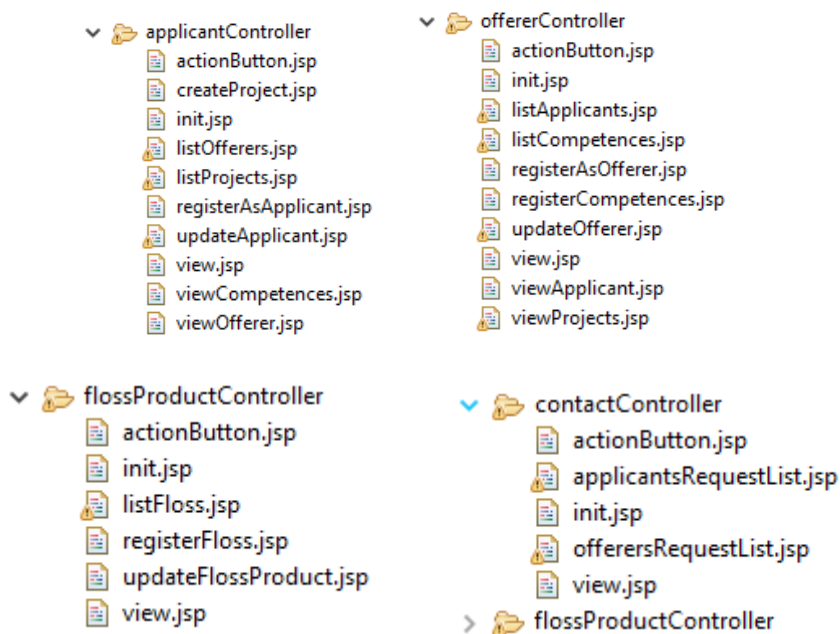 applicantController
actionButton.jsp
createProject.jsp
init.jsp
listOfferers.jsp
listProjects.jsp
registerAsApplicant.jsp
updateApplicant.jsp
view.jsp
viewCompetences.jsp
viewOfferer.jsp
offererController
actionButton.jsp
init.jsp
listApplicants.jsp
listCompetences.jsp
registerAsOfferer.jsp
registerCompetences.jsp
updateOfferer.jsp
view.jsp
viewApplicant.jsp
viewProjects.jsp
flossProductController
actionButton.jsp
init.jsp
listFloss.jsp
registerFloss.jsp
updateFlossProduct.jsp
view.jsp
contactController
actionButton.jsp
applicantsRequestList.jsp
init.jsp
offerersRequestList.jsp
view.jsp
flossProductController